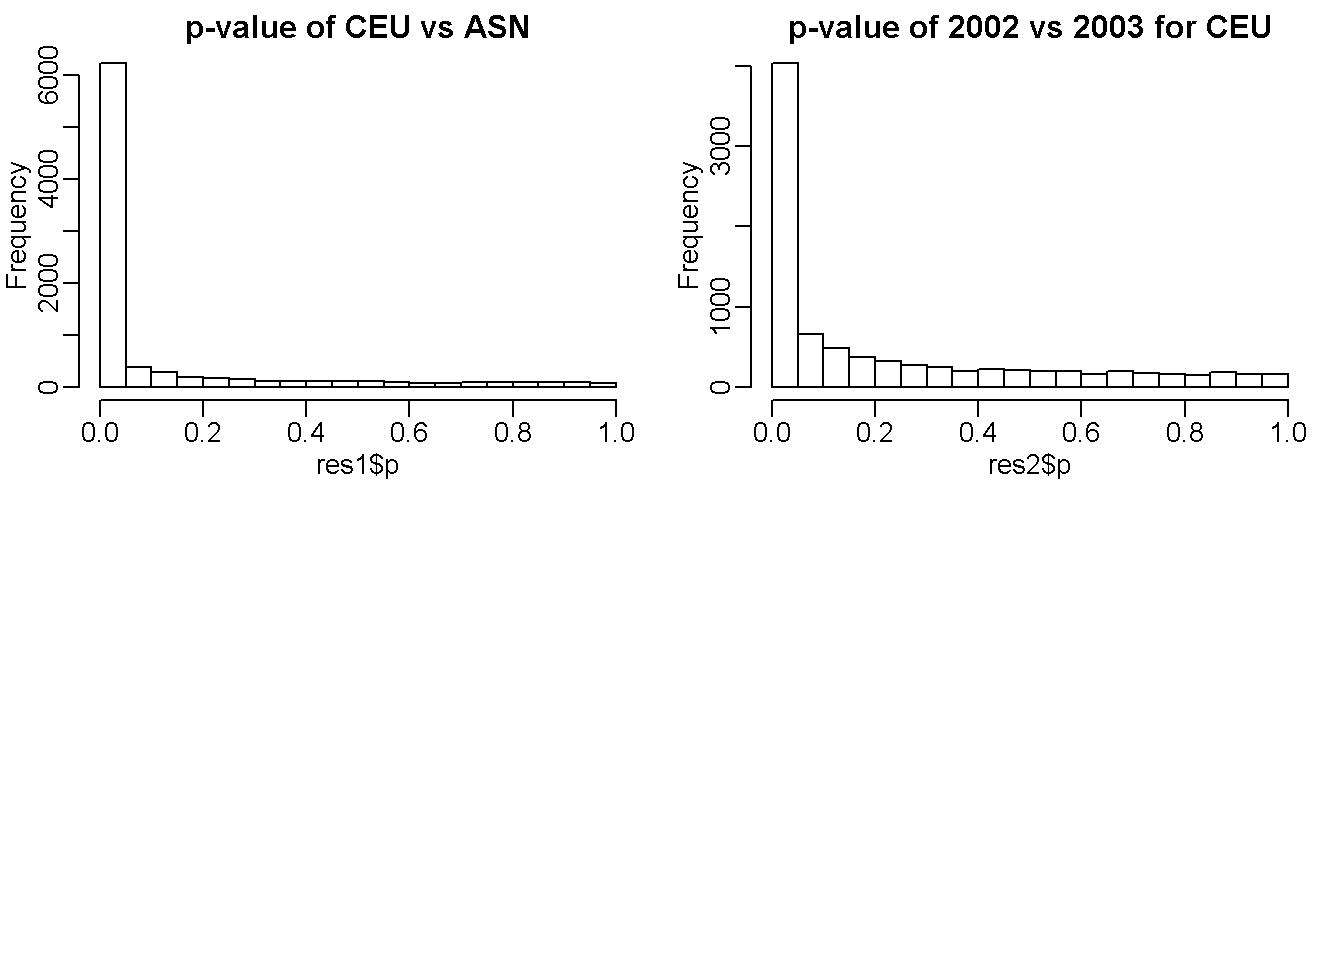 p-value of CEU vs ASN
Frequency
6000
4000
2000
0
0.0 0.2 0.4 0.6 0.8 1.0
res1$p
p-value of 2002 vs 2003 for CEU
Frequency
3000
1000
0
0.0 0.2 0.4 0.6 0.8 1.0
res2$p